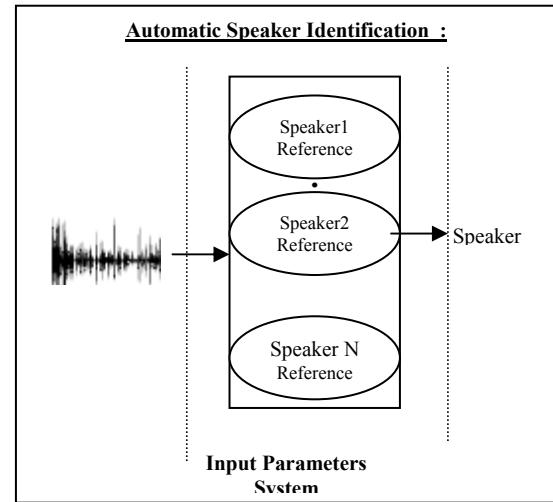 Automatic Speaker Identification :
Speaker1
Reference
•
Speaker2
Reference
Speaker
Speaker N
Reference
Input Parameters
System